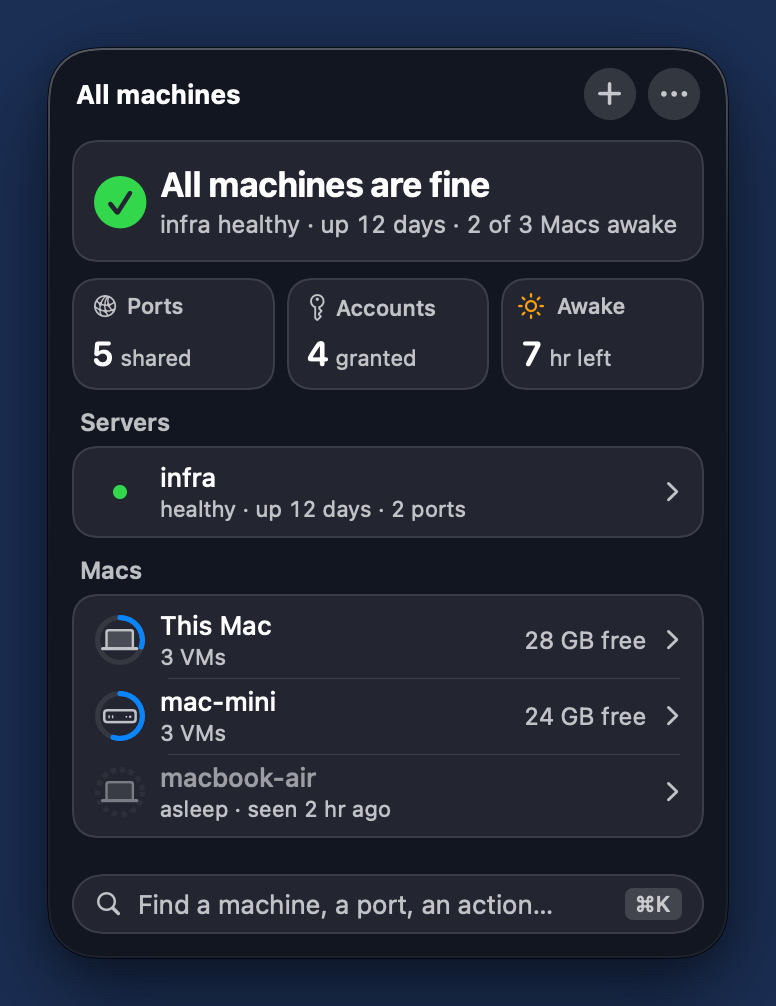 All machines
All machines are fine
infra healthy · up 12 days · 2 of 3 Macs awake
Ports
5 shared
Accounts
4 granted
Awake
7 hr left
Servers
infra
healthy · up 12 days · 2 ports
Macs
This Mac
3 VMs
28 GB free
mac-mini
3 VMs
24 GB free
macbook-air
asleep · seen 2 hr ago
Find a machine, a port, an action...
⌘K